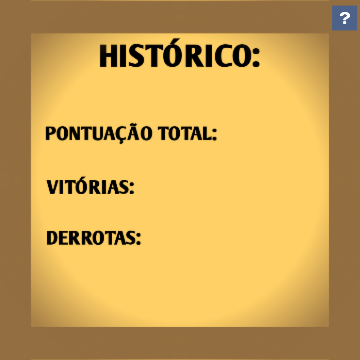 ?
HISTÓRICO:
PONTUAÇÃO TOTAL:
VITÓRIAS:
DERROTAS: